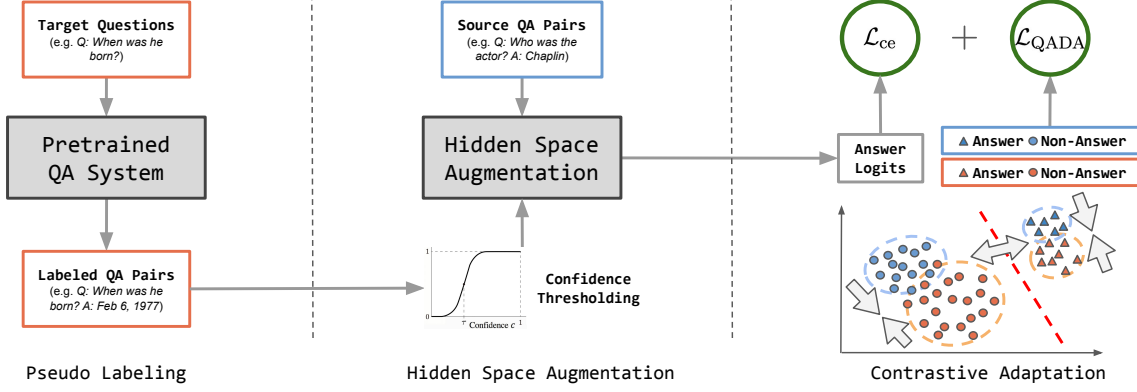 Target Questions
(e.g. Q: When was he
born?)
Pretrained
QA System
Labeled QA Pairs
(e.g. Q: When was he
born? A: Feb 6, 1977)
Pseudo Labeling
Source QA Pairs
(e.g. Q: Who was the
actor? A: Chaplin)
Hidden Space
Augmentation
1
0
τ
Confidence c
1
Confidence
Thresholding
Hidden Space Augmentation
ℒce + ℒQADA
Answer
Logits
Answer Non-Answer
Answer Non-Answer
Contrastive Adaptation